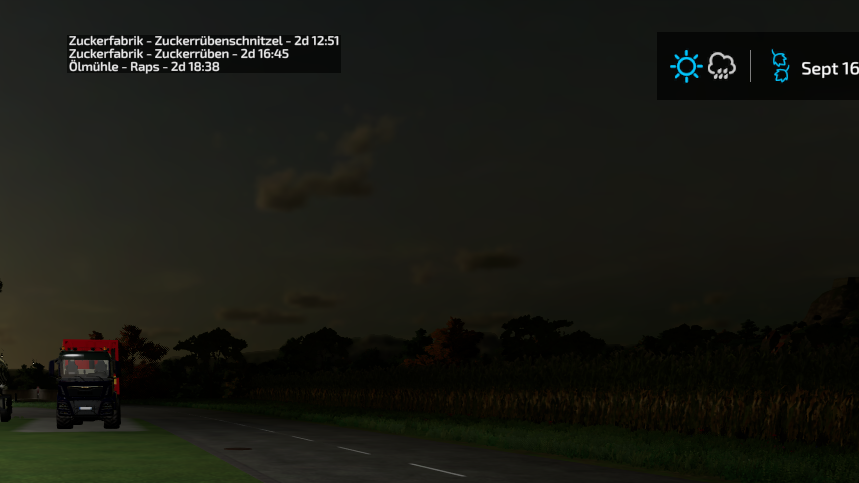 Zuckerfabrik - Zuckerrübenschnitzel - 2d 12:51
Zuckerfabrik - Zuckerrüben - 2d 16:45
Ölmühle - Raps - 2d 18:38
Sept 16